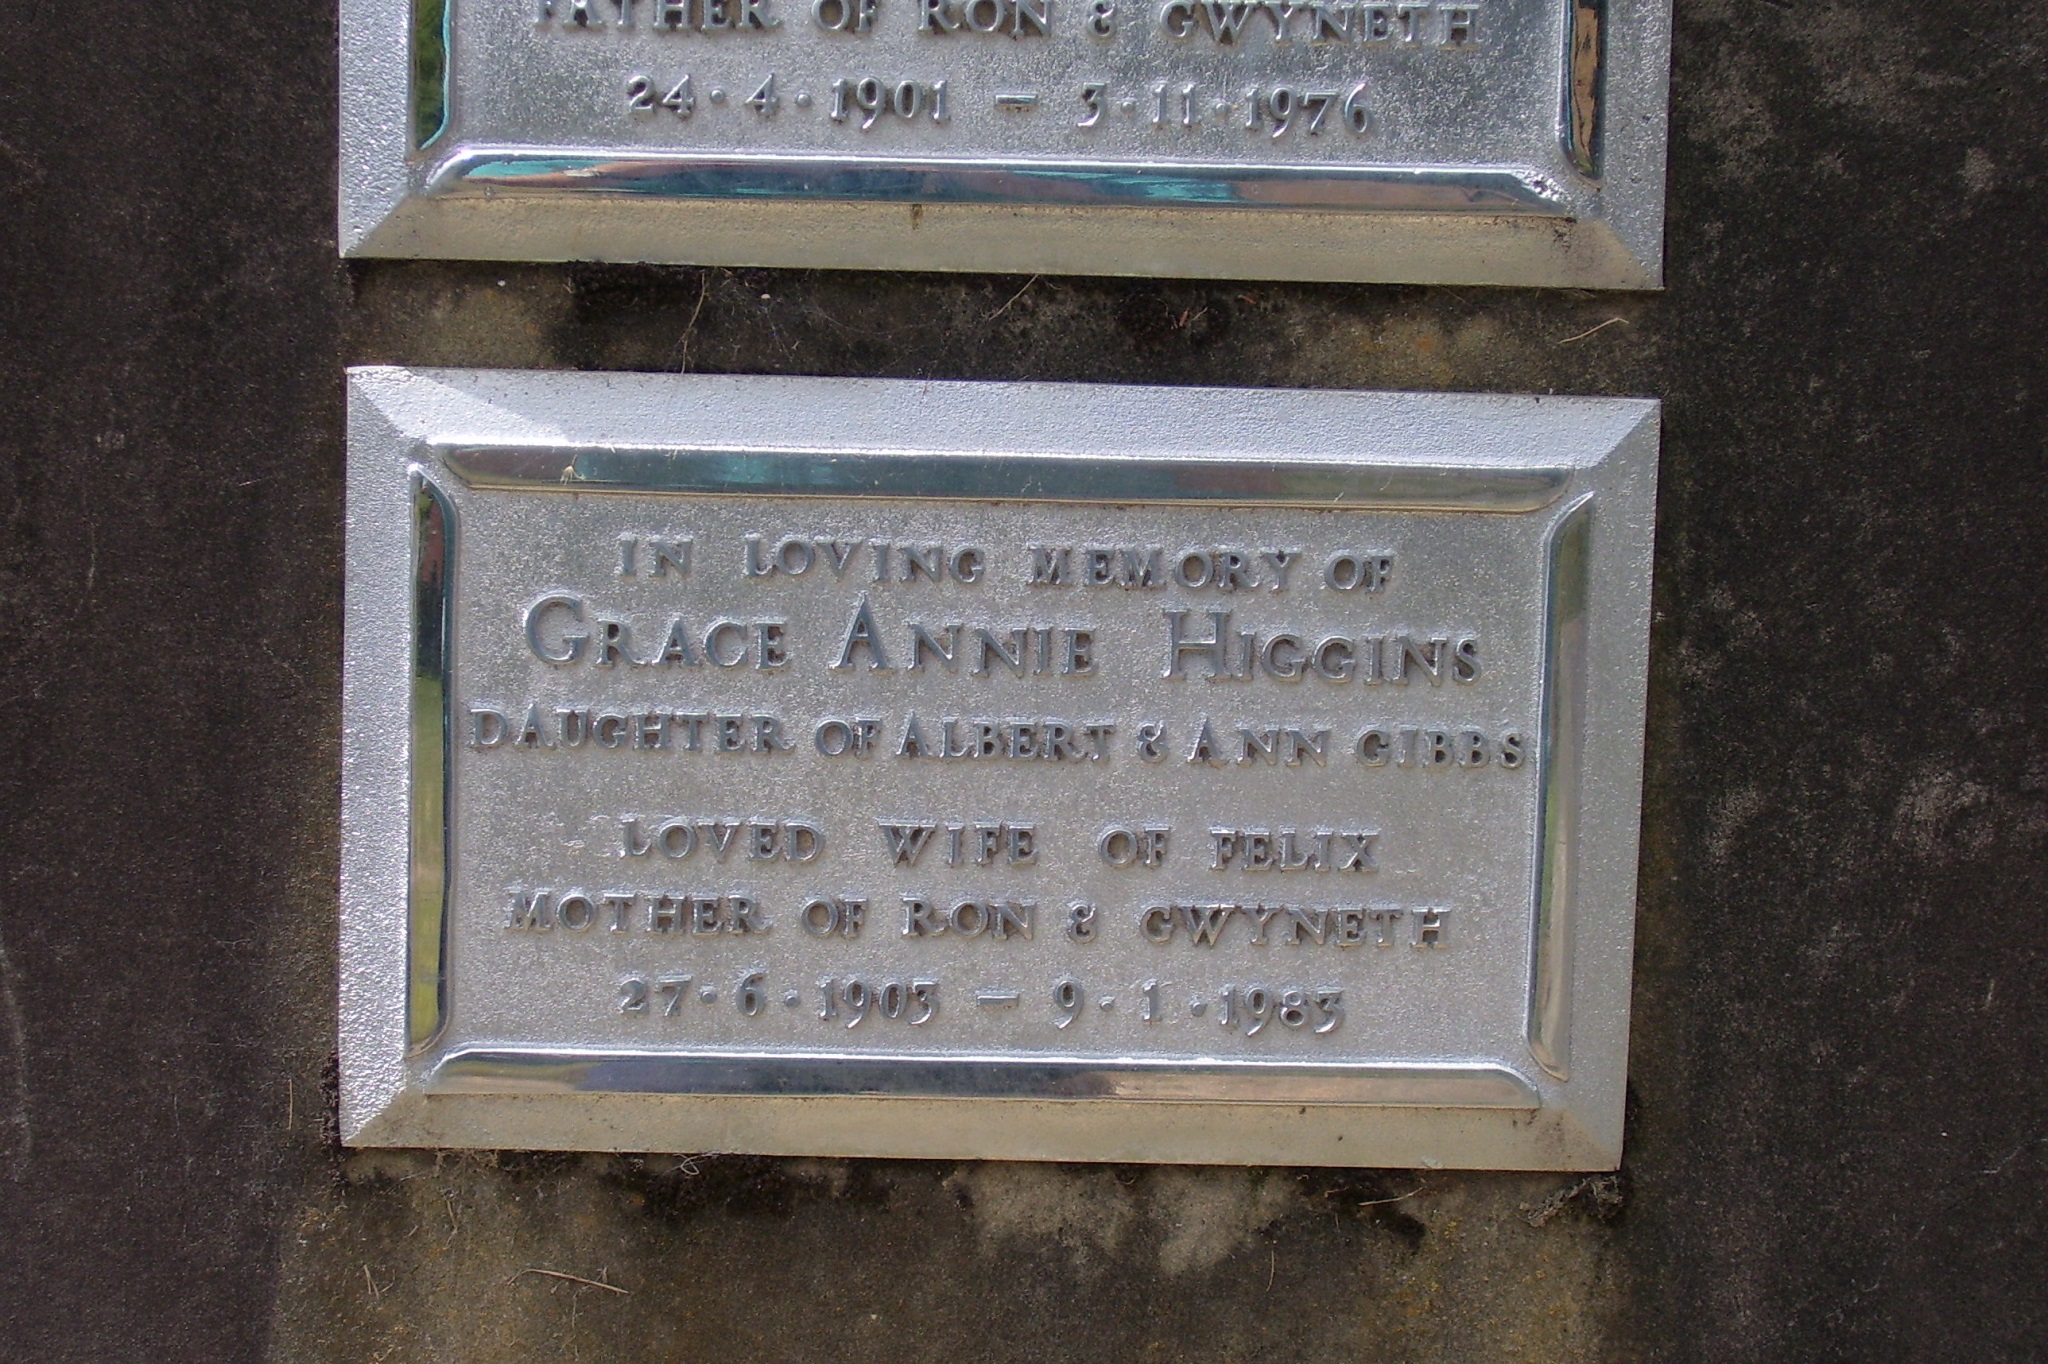 FATHER OF RON & GWYNETH
24·4·1901 – 3·11·1976
IN LOVING MEMORY OF
GRACE ANNIE HIGGINS
DAUGHTER OF ALBERT & ANN GIBBS
LOVED WIFE OF FELIX
MOTHER OF RON & GWYNETH
27·6·1903 – 9·1·1983